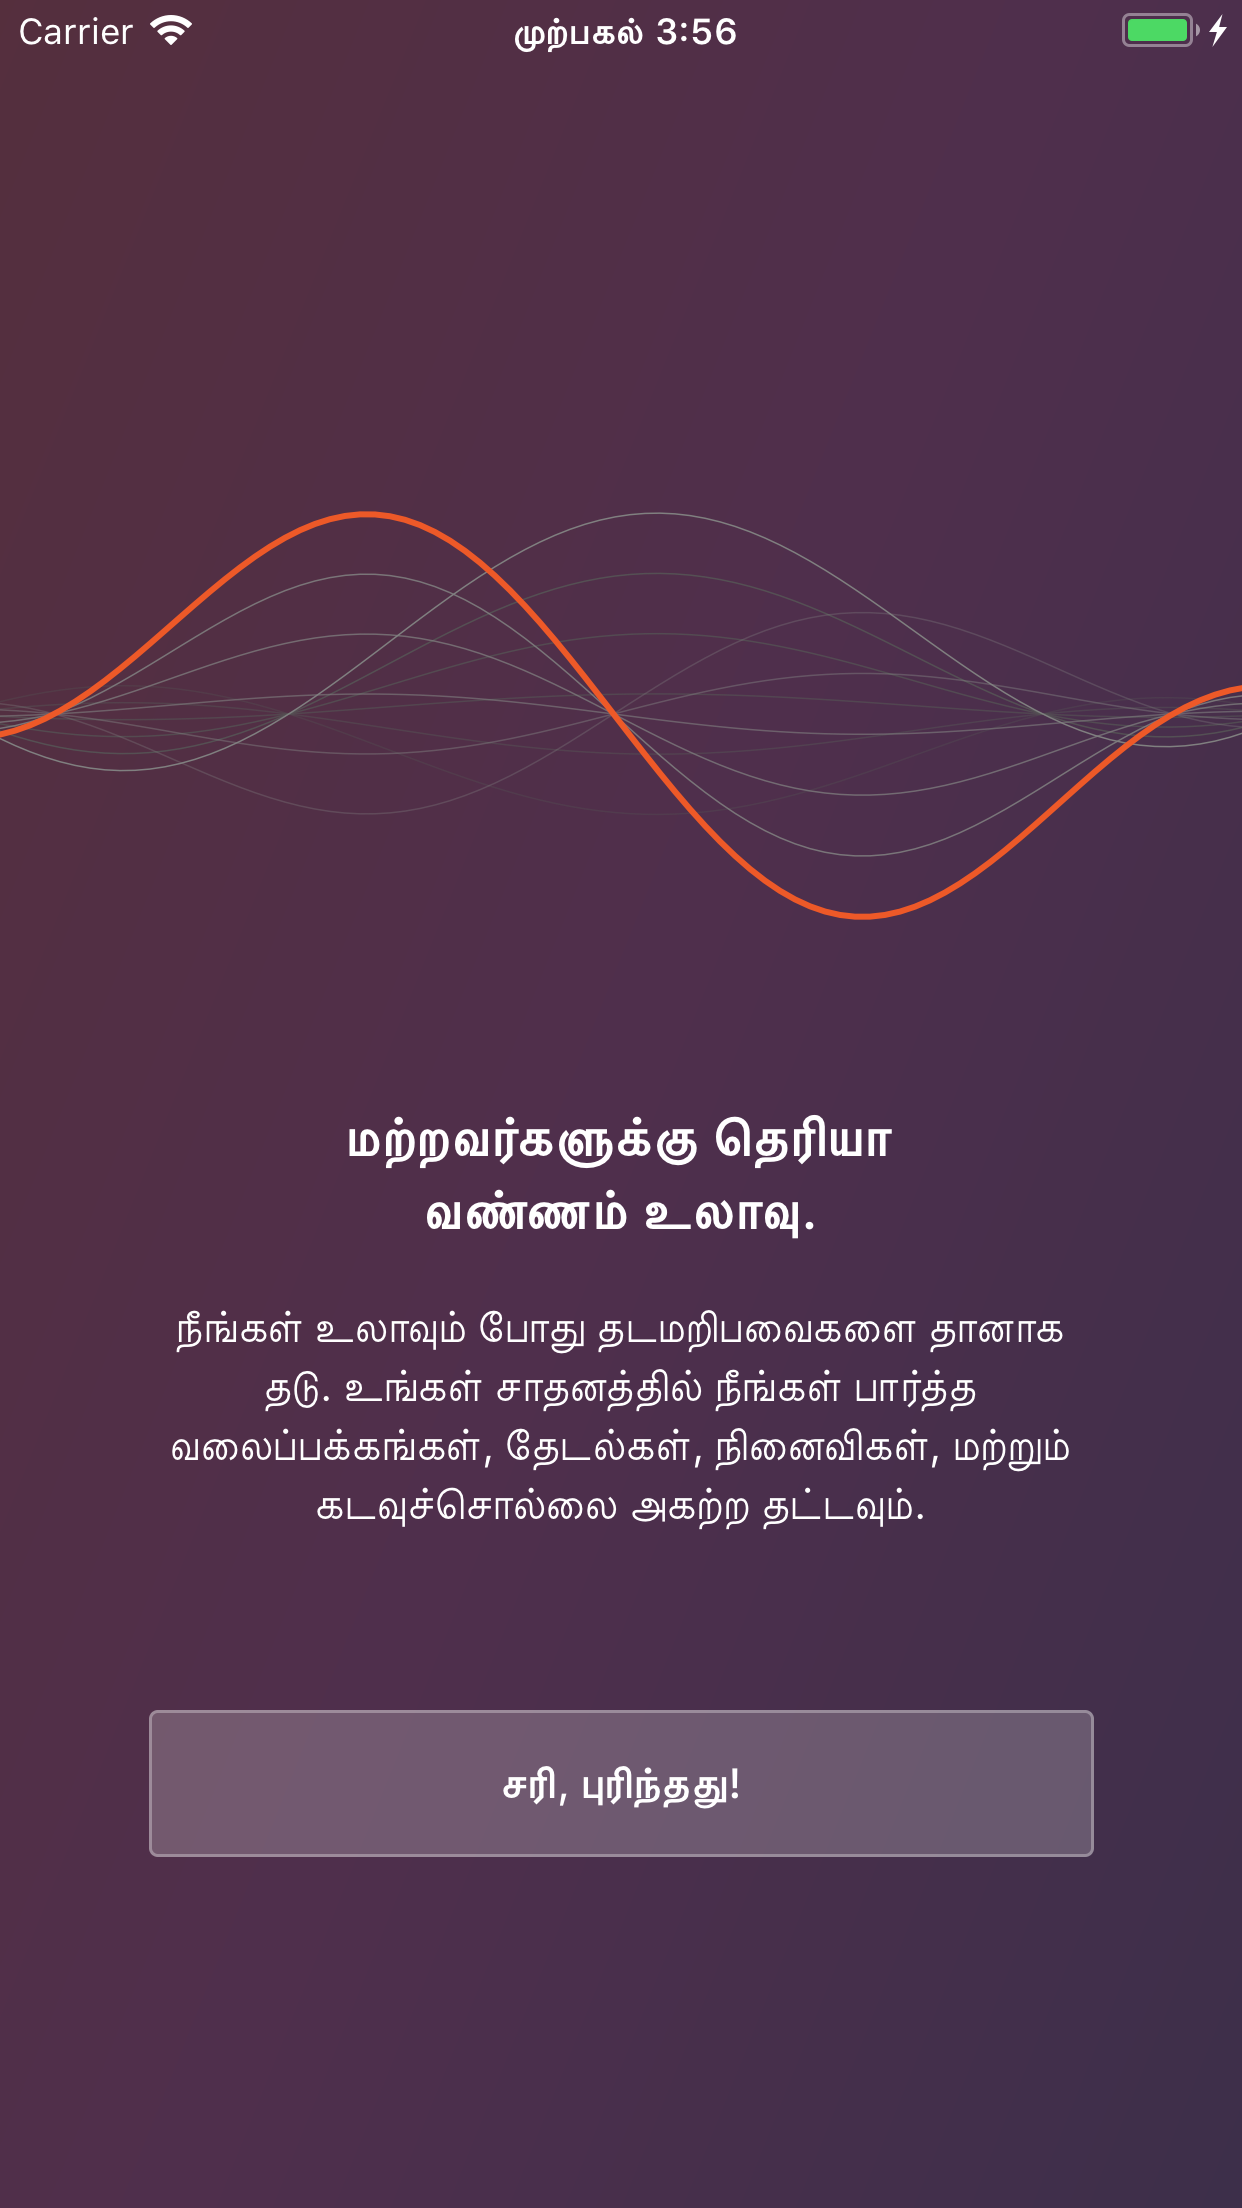 Carrier முற்பகல் 3:56
மற்றவர்களுக்கு தெரியா
வண்ணம் உலாவு.
நீங்கள் உலாவும் போது தடமறிபவைகளை தானாக
தடு. உங்கள் சாதனத்தில் நீங்கள் பார்த்த
வலைப்பக்கங்கள், தேடல்கள், நினைவிகள், மற்றும்
கடவுச்சொல்லை அகற்ற தட்டவும்.
சரி, புரிந்தது!